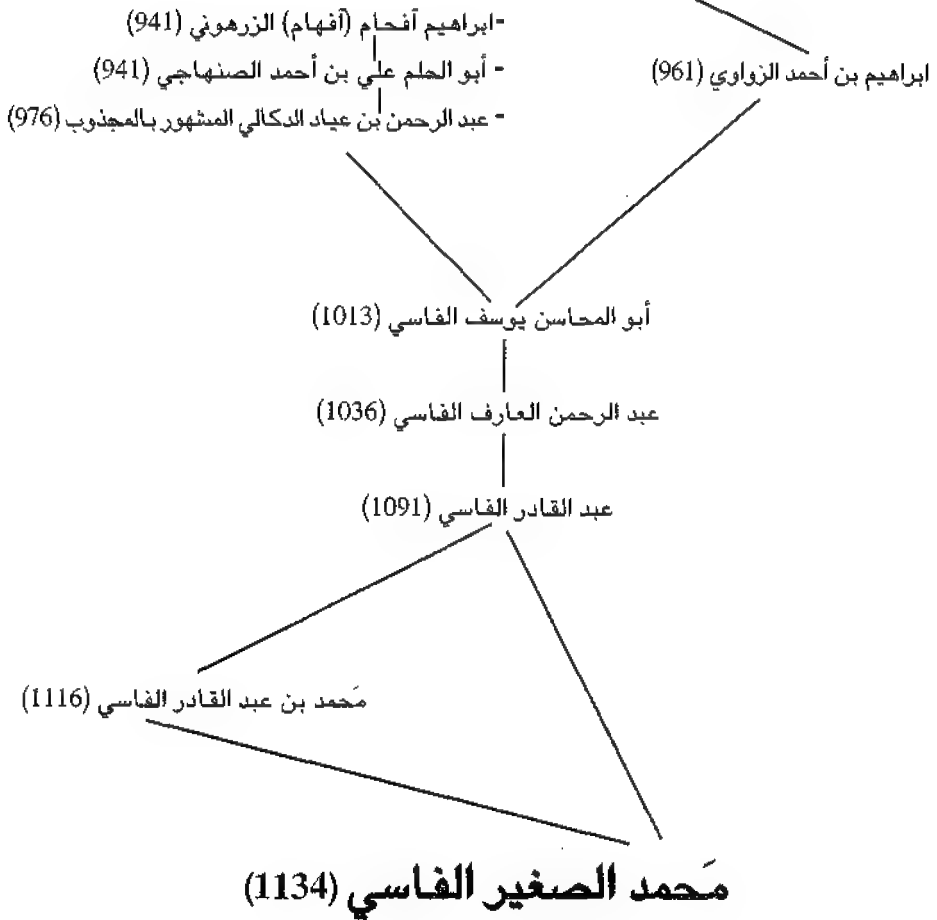 -ابراهيم آفحام (آفهام) الزرهوني (941)
- أبو الحلم علي بن أحمد الصنهاجي (941)
ابراهيم بن أحمد الزواوي (961)
- عبد الرحمن بن عياد الدكالي المشهور بالمجذوب (976)
أبو المحاسن يوسف الفاسي (1013)
عبد الرحمن العارف الفاسي (1036)
عبد القادر الفاسي (1091)
مَحمد بن عبد القادر الفاسي (1116)
مَحمد الصغير الفاسي (1134)